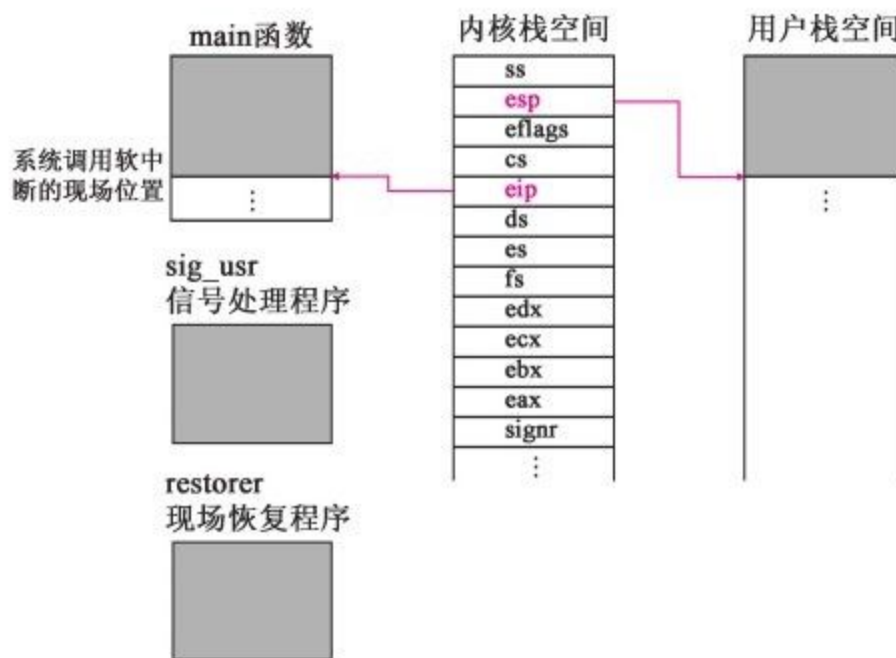 main函数
系统调用软中
断的现场位置
⋮
sig_usr
信号处理程序
restorer
现场恢复程序
内核栈空间
ss
esp
eflags
cs
eip
ds
es
fs
edx
ecx
ebx
eax
signr
⋮
用户栈空间
⋮